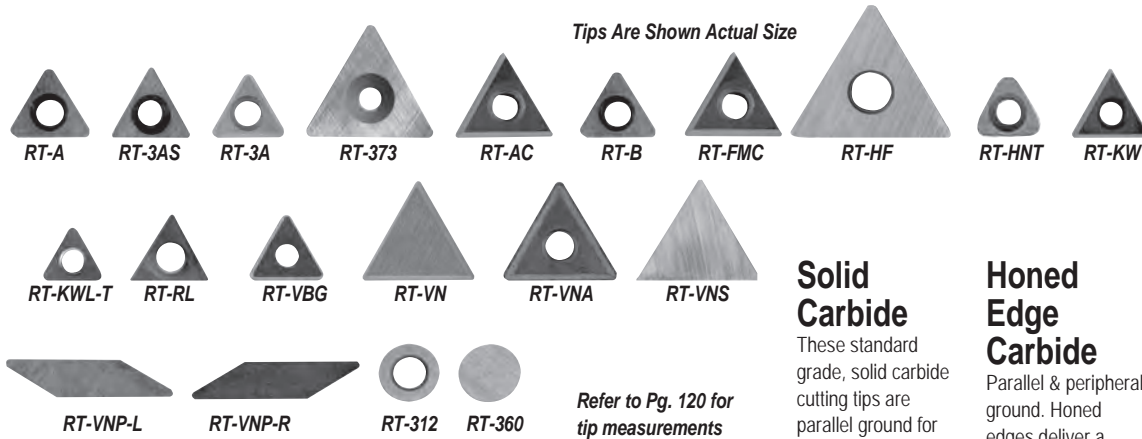 Tips Are Shown Actual Size
RT-A RT-3AS RT-3A RT-373 RT-AC RT-B RT-FMC RT-HF RT-HNT RT-KW
RT-KWL-T RT-RL RT-VBG RT-VN RT-VNA RT-VNS
RT-VNP-L RT-VNP-R RT-312 RT-360
Refer to Pg. 120 for
tip measurements
Solid
Carbide
These standard
grade, solid carbide
cutting tips are
parallel ground for
Honed
Edge
Carbide
Parallel & peripheral
ground. Honed
edges deliver a